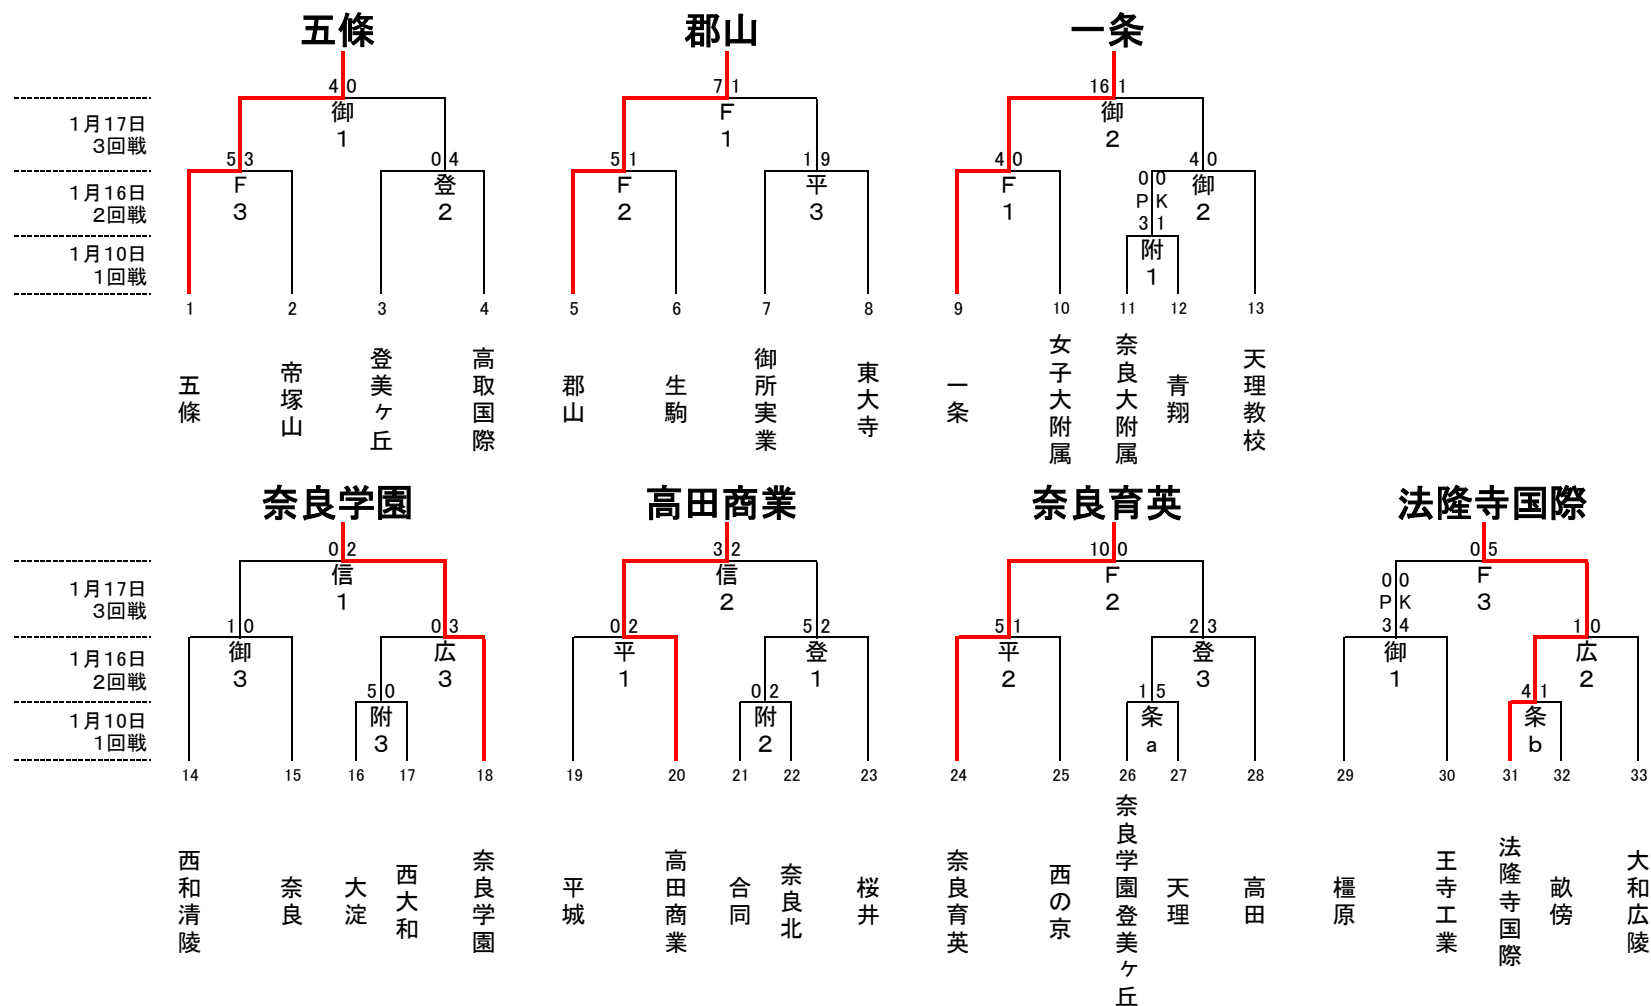 五條 郡山 一条
4 0 7 1 16 1
御 F 御
1 1 2
1月17日
3回戦
5 3 0 4 5 1 1 9 4 0 4 0
F 登 F 平 F 御
3 2 2 3 1 2
1月16日
2回戦
0 0
P K
3 1
附
1
1月10日
1回戦
1 2 3 4 5 6 7 8 9 10 11 12 13
五條
帝塚山
登美ヶ丘
高取国際
郡山
生駒
御所実業
東大寺
一条
女子大附属
奈良大附属
青翔
天理教校
奈良学園 高田商業 奈良育英 法隆寺国際
0 2 3 2 10 0 0 5
信 信 F F
1 2 2 3
1月17日
3回戦
0 0
P K
1 0 0 3 0 2 5 2 5 1 2 3 3 4 1 0
御 広 平 登 平 登 御 広
3 3 1 1 2 3 1 2
1月16日
2回戦
5 0 0 2 1 5 4 1
附 附 条 条
3 2 a b
1月10日
1回戦
14 15 16 17 18 19 20 21 22 23 24 25 26 27 28 29 30 31 32 33
西和清陵
奈良
大淀
西大和
奈良学園
平城
高田商業
合同
奈良北
桜井
奈良育英
西の京
奈良学園登美ヶ丘
天理
高田
橿原
王寺工業
法隆寺国際
畝傍
大和広陵